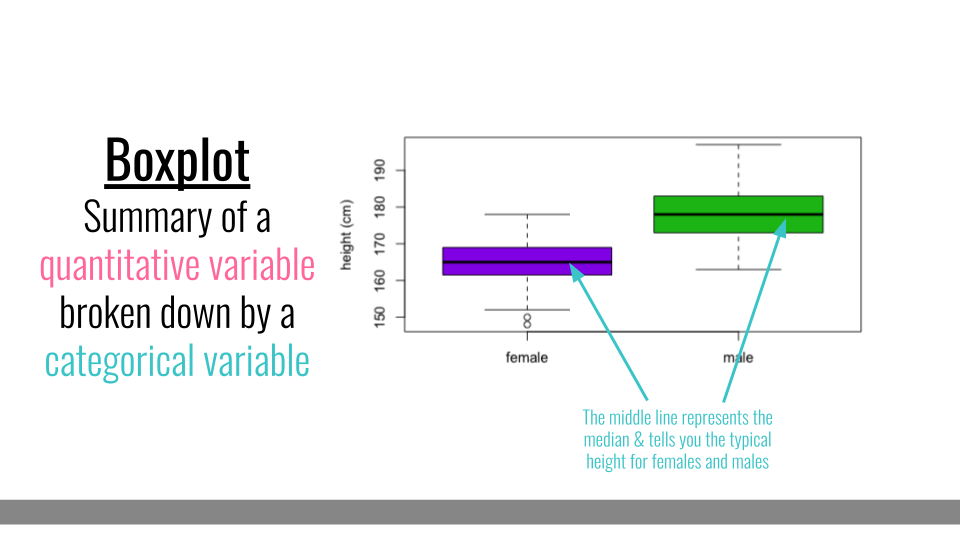 Boxplot
Summary of a
quantitative variable
broken down by a
categorical variable
height (cm)
190
180
170
160
150
female
male
The middle line represents the
median & tells you the typical
height for females and males